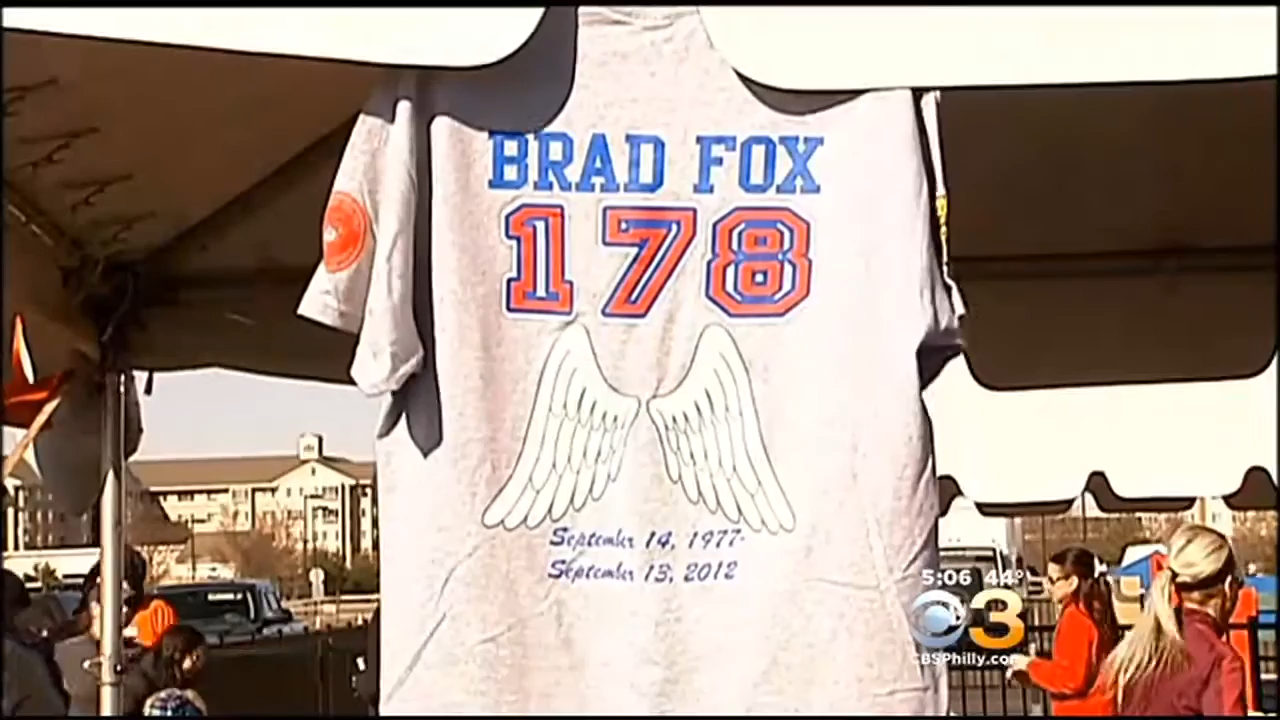 BRAD FOX
178
September 14, 1977-
September 13, 2012
5:06 44°
3
CBSPhilly.com